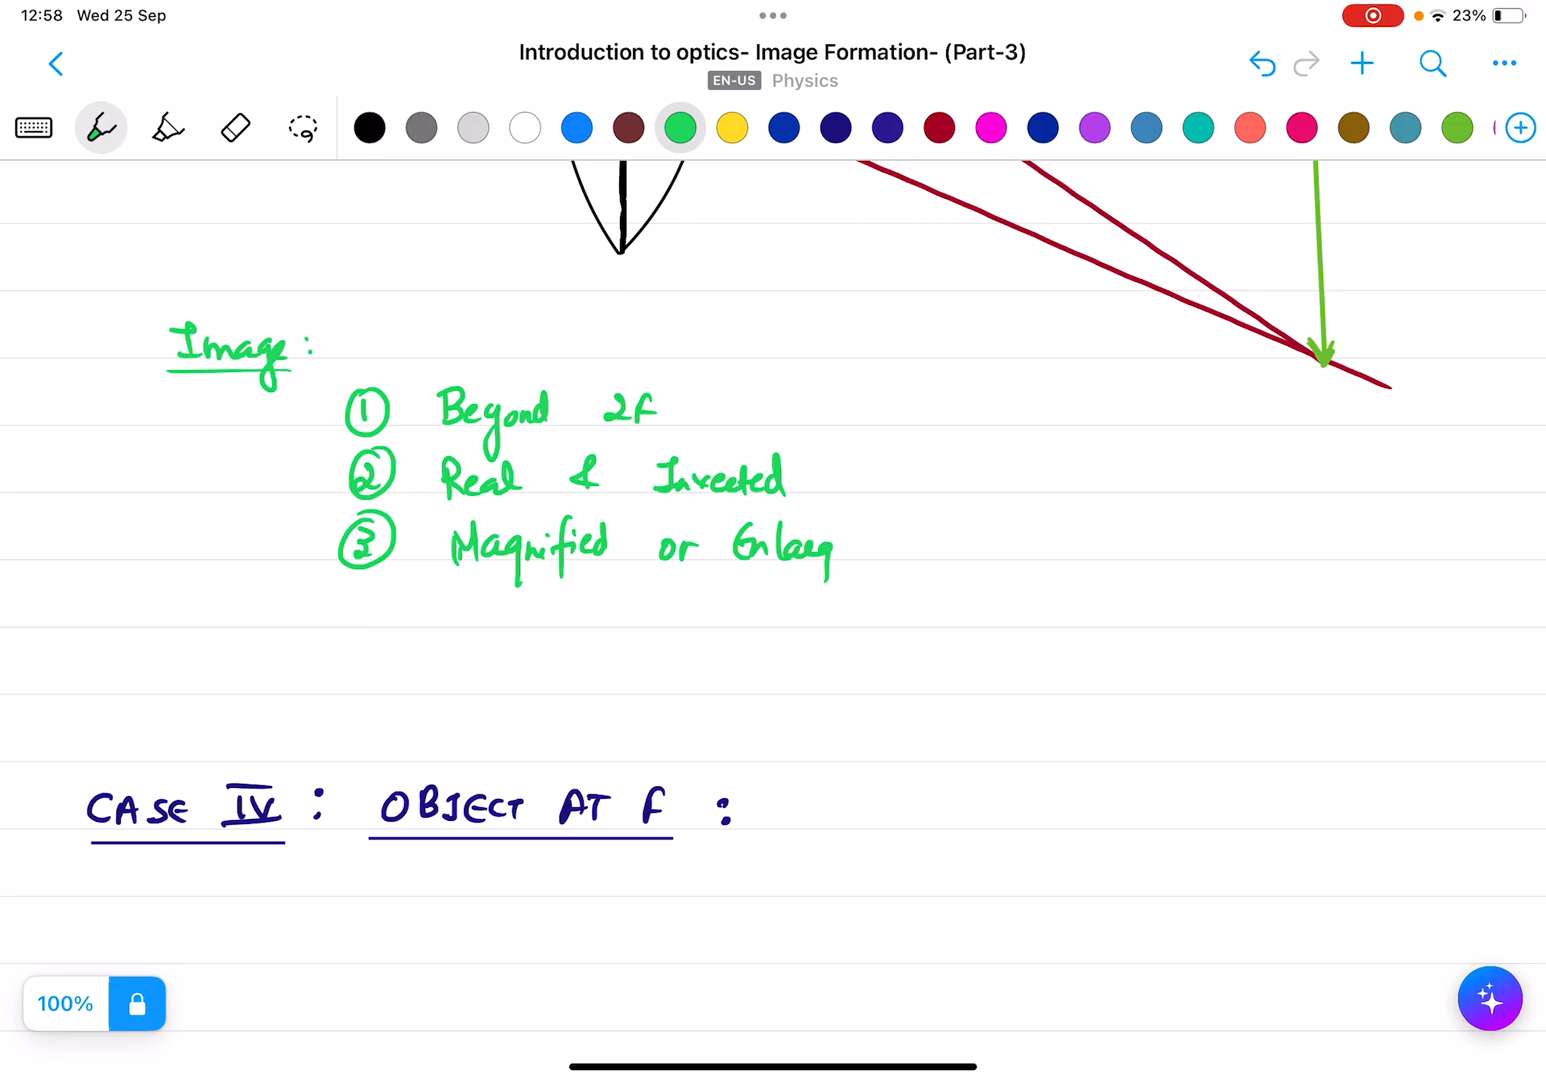 12:58 Wed 25 Sep
23%
Introduction to optics- Image Formation- (Part-3)
EN-US Physics
Image :
① Beyond 2F
② Real & Inverted
③ Magnified or Enlarg
CASE IV : OBJECT AT F :
100%